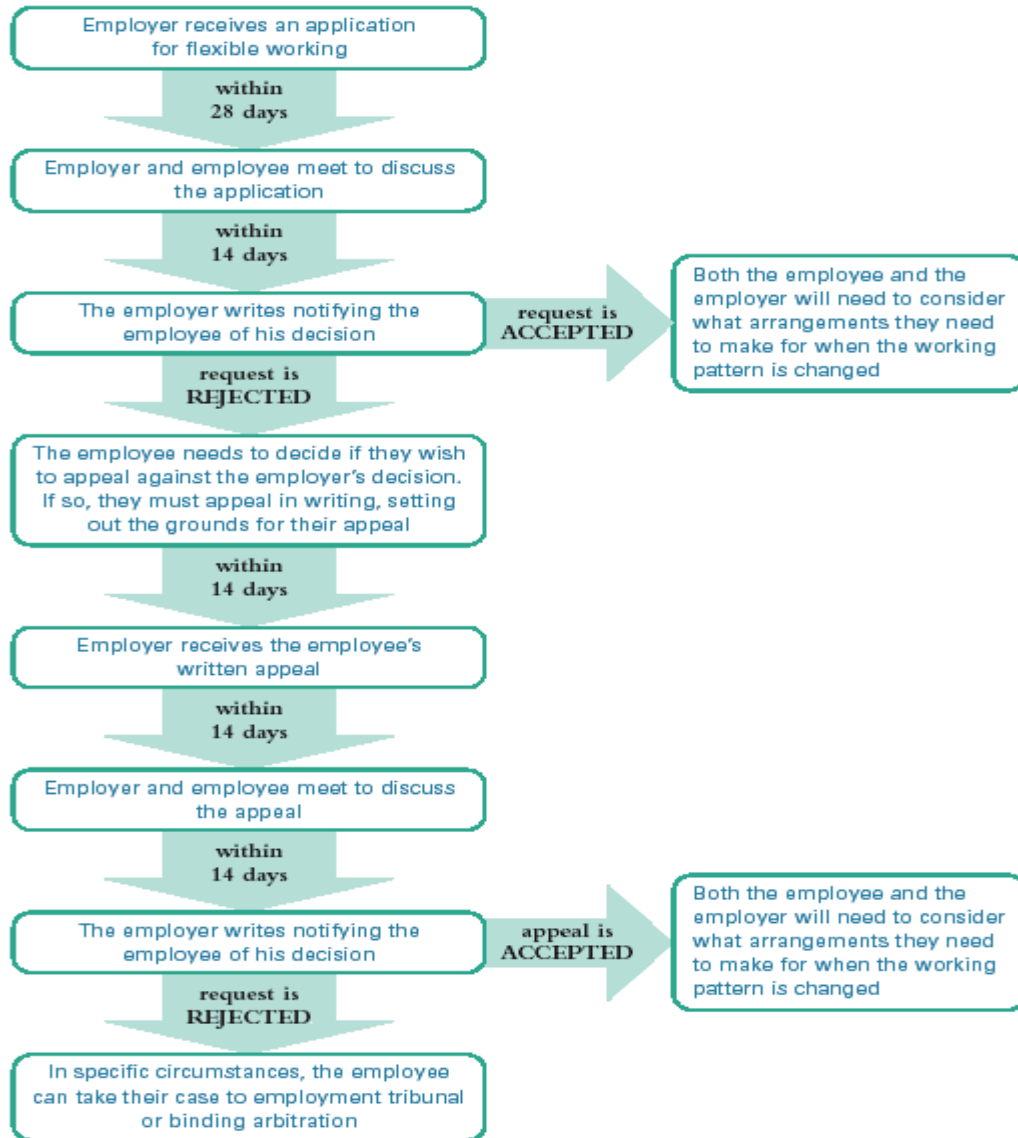 Employer receives an application
for flexible working
within
28 days
Employer and employee meet to discuss
the application
within
14 days
The employer writes notifying the
employee of his decision
request is
ACCEPTED
Both the employee and the
employer will need to consider
what arrangements they need
to make for when the working
pattern is changed
request is
REJECTED
The employee needs to decide if they wish
to appeal against the employer's decision.
If so, they must appeal in writing, setting
out the grounds for their appeal
within
14 days
Employer receives the employee's
written appeal
within
14 days
Employer and employee meet to discuss
the appeal
within
14 days
The employer writes notifying the
employee of his decision
appeal is
ACCEPTED
Both the employee and the
employer will need to consider
what arrangements they need
to make for when the working
pattern is changed
request is
REJECTED
In specific circumstances, the employee
can take their case to employment tribunal
or binding arbitration